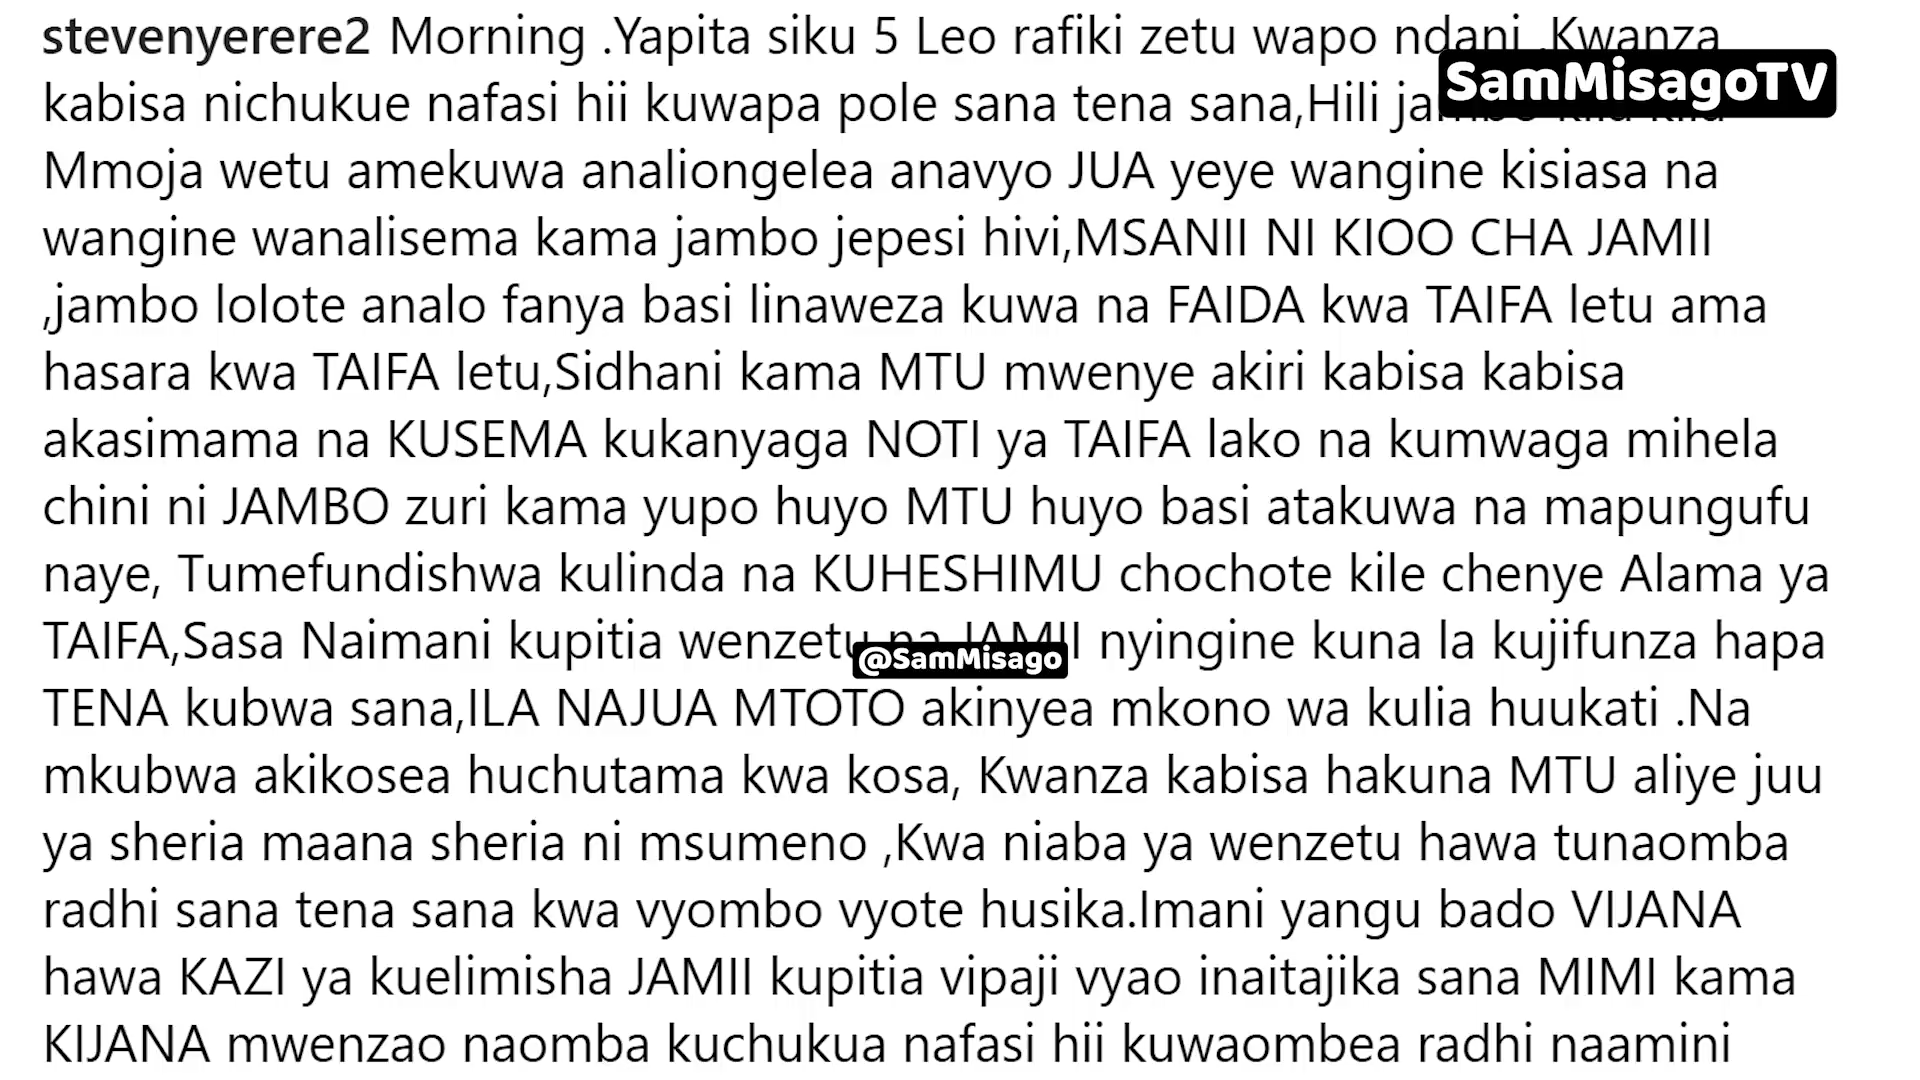 stevenyerere2 Morning .Yapita siku 5 Leo rafiki zetu wapo ndani .Kwanza
SamMisagoTV
kabisa nichukue nafasi hii kuwapa pole sana tena sana,Hili
Mmoja wetu amekuwa analiongelea anavyo JUA yeye wangine kisiasa na
wangine wanalisema kama jambo jepesi hivi,MSANII NI KIOO CHA JAMII
,jambo lolote analo fanya basi linaweza kuwa na FAIDA kwa TAIFA letu ama
hasara kwa TAIFA letu,Sidhani kama MTU mwenye akiri kabisa kabisa
akasimama na KUSEMA kukanyaga NOTI ya TAIFA lako na kumwaga mihela
chini ni JAMBO zuri kama yupo huyo MTU huyo basi atakuwa na mapungufu
naye, Tumefundishwa kulinda na KUHESHIMU chochote kile chenye Alama ya
TAIFA,Sasa Naimani kupitia wenzetu na JAMII nyingine kuna la kujifunza hapa
@SamMisago
TENA kubwa sana,ILA NAJUA MTOTO akinyea mkono wa kulia huukati .Na
mkubwa akikosea huchutama kwa kosa, Kwanza kabisa hakuna MTU aliye juu
ya sheria maana sheria ni msumeno ,Kwa niaba ya wenzetu hawa tunaomba
radhi sana tena sana kwa vyombo vyote husika.Imani yangu bado VIJANA
hawa KAZI ya kuelimisha JAMII kupitia vipaji vyao inaitajika sana MIMI kama
KIJANA mwenzao naomba kuchukua nafasi hii kuwaombea radhi naamini